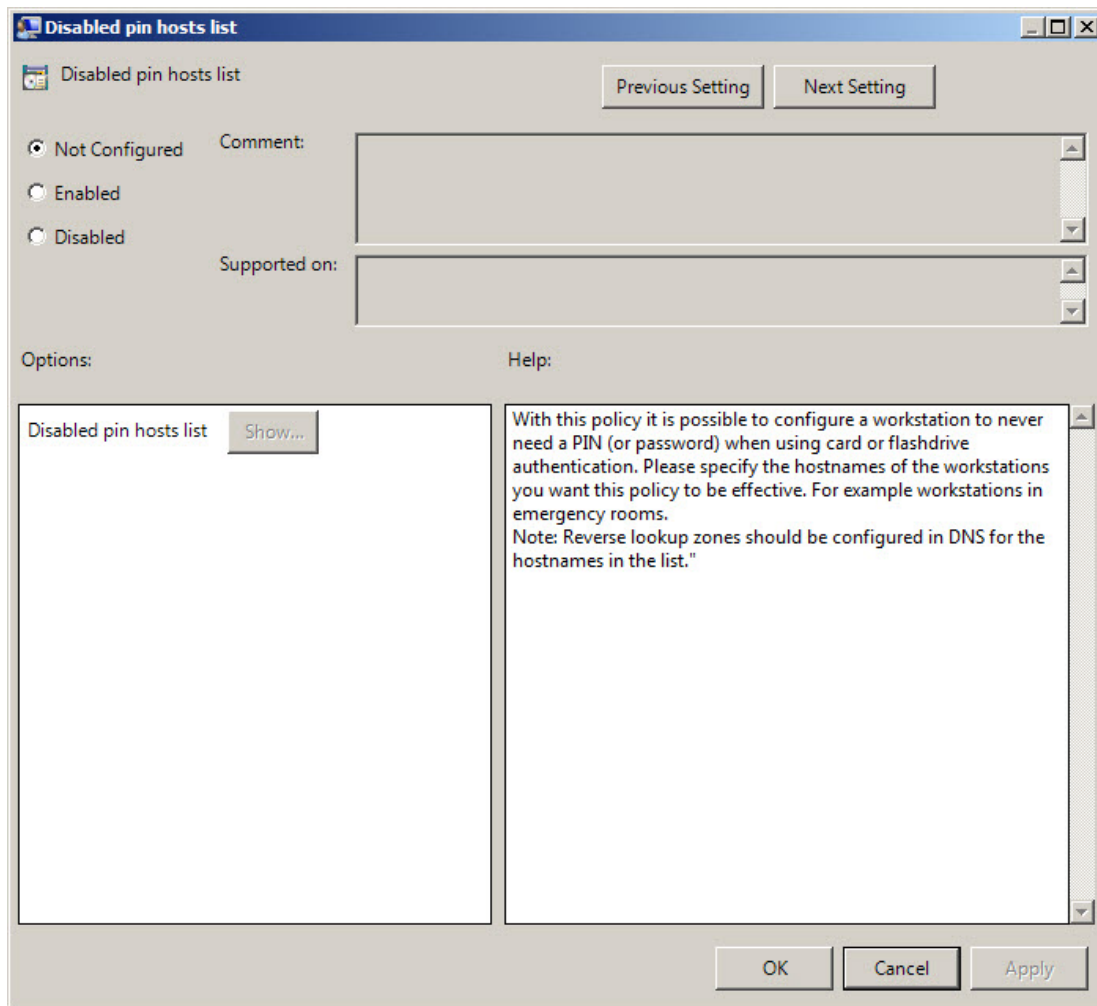 Disabled pin hosts list
Disabled pin hosts list
Previous Setting
Next Setting
Not Configured
Comment:
Enabled
Disabled
Supported on:
Options:
Help:
Disabled pin hosts list
Show...
With this policy it is possible to configure a workstation to never
need a PIN (or password) when using card or flashdrive
authentication. Please specify the hostnames of the workstations
you want this policy to be effective. For example workstations in
emergency rooms.
Note: Reverse lookup zones should be configured in DNS for the
hostnames in the list."
OK
Cancel
Apply